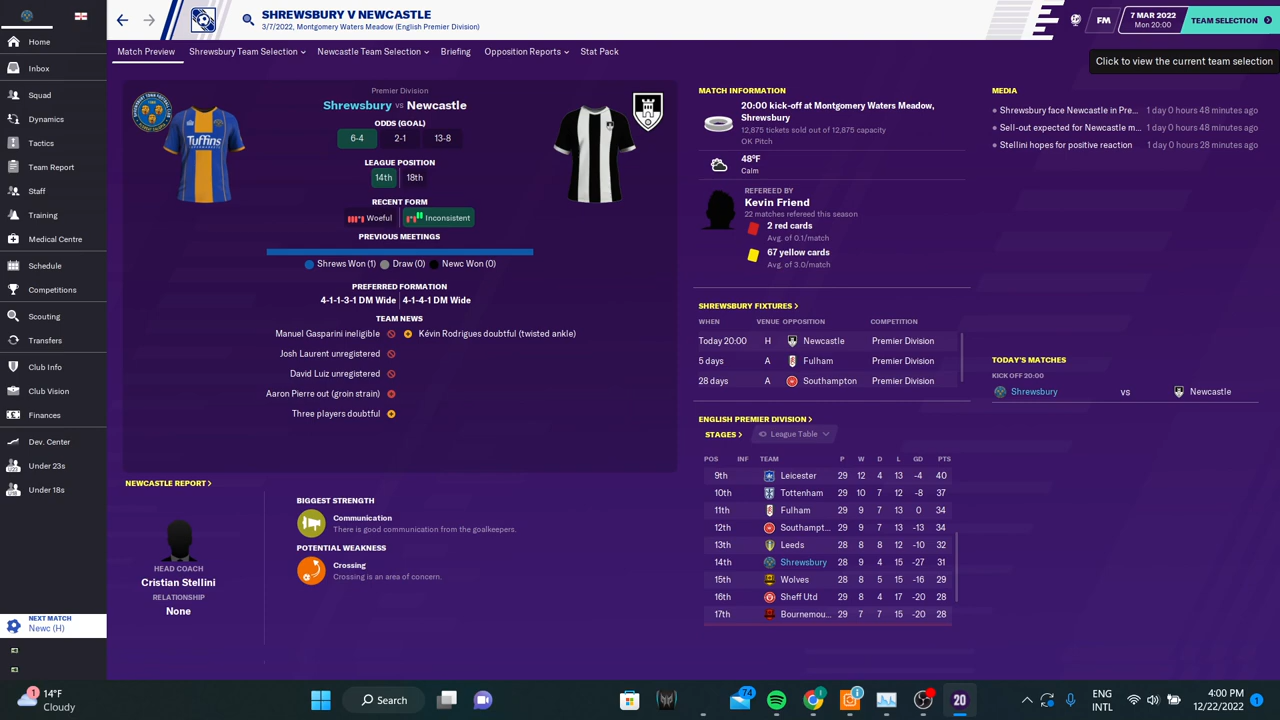 SHREWSBURY V NEWCASTLE
3/7/2022, Montgomery Waters Meadow (English Premier Division)
FM
7 MAR 2022
Mon 20:00
TEAM SELECTION
Click to view the current team selection
Match Preview
Shrewsbury Team Selection
Newcastle Team Selection
Briefing
Opposition Reports
Stat Pack
Home
Inbox
Squad
Dynamics
Tactics
Team Report
Staff
Training
Medical Centre
Schedule
Competitions
Scouting
Transfers
Club Info
Club Vision
Finances
Dev. Center
Under 23s
Under 18s
NEXT MATCH
Newc (H)
Premier Division
Shrewsbury vs Newcastle
Tuffins
ODDS (GOAL)
6-4 2-1 13-8
LEAGUE POSITION
14th 18th
RECENT FORM
Woeful Inconsistent
PREVIOUS MEETINGS
Shrews Won (1) Draw (0) Newc Won (0)
PREFERRED FORMATION
4-1-1-3-1 DM Wide 4-1-4-1 DM Wide
TEAM NEWS
Manuel Gasparini ineligible Kévin Rodrigues doubtful (twisted ankle)
Josh Laurent unregistered
David Luiz unregistered
Aaron Pierre out (groin strain)
Three players doubtful
NEWCASTLE REPORT
HEAD COACH
Cristian Stellini
RELATIONSHIP
None
BIGGEST STRENGTH
Communication
There is good communication from the goalkeepers.
POTENTIAL WEAKNESS
Crossing
Crossing is an area of concern.
MATCH INFORMATION
20:00 kick-off at Montgomery Waters Meadow,
Shrewsbury
12,875 tickets sold out of 12,875 capacity
OK Pitch
48°F
Calm
REFEREED BY
Kevin Friend
22 matches refereed this season
2 red cards
Avg. of 0.1/match
67 yellow cards
Avg. of 3.0/match
SHREWSBURY FIXTURES
WHEN VENUE OPPOSITION COMPETITION
Today 20:00 H Newcastle Premier Division
5 days A Fulham Premier Division
28 days A Southampton Premier Division
ENGLISH PREMIER DIVISION
STAGES League Table
POS INF TEAM P W D L GD PTS
9th Leicester 29 12 4 13 -4 40
10th Tottenham 29 10 7 12 -8 37
11th Fulham 29 9 7 13 0 34
12th Southampt... 29 9 7 13 -13 34
13th Leeds 28 8 8 12 -10 32
14th Shrewsbury 28 9 4 15 -27 31
15th Wolves 28 8 5 15 -16 29
16th Sheff Utd 29 8 4 17 -20 28
17th Bournemou... 29 7 7 15 -20 28
MEDIA
Shrewsbury face Newcastle in Pre... 1 day 0 hours 48 minutes ago
Sell-out expected for Newcastle m... 1 day 0 hours 48 minutes ago
Stellini hopes for positive reaction 1 day 0 hours 28 minutes ago
TODAY'S MATCHES
KICK OFF 20:00
Shrewsbury vs Newcastle
1
14°F
Cloudy
Search
74
1
20
ENG
INTL
4:00 PM
12/22/2022
1